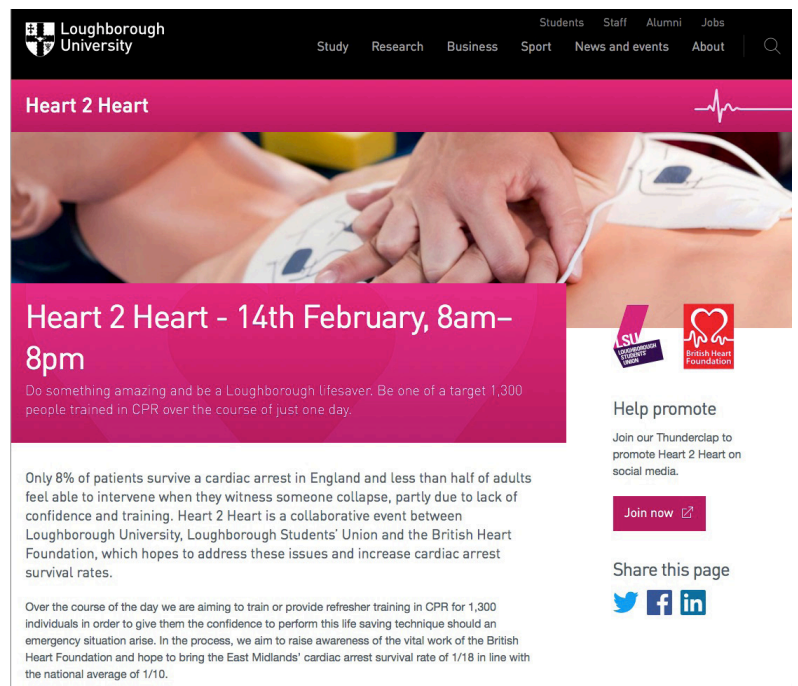 Loughborough
University
Students Staff Alumni Jobs
Study Research Business Sport News and events About
Heart 2 Heart
Heart 2 Heart - 14th February, 8am–
8pm
Do something amazing and be a Loughborough lifesaver. Be one of a target 1,300
people trained in CPR over the course of just one day.
LSU
LOUGHBOROUGH
STUDENTS'
UNION
British Heart
Foundation
Only 8% of patients survive a cardiac arrest in England and less than half of adults
feel able to intervene when they witness someone collapse, partly due to lack of
confidence and training. Heart 2 Heart is a collaborative event between
Loughborough University, Loughborough Students' Union and the British Heart
Foundation, which hopes to address these issues and increase cardiac arrest
survival rates.
Over the course of the day we are aiming to train or provide refresher training in CPR for 1,300
individuals in order to give them the confidence to perform this life saving technique should an
emergency situation arise. In the process, we aim to raise awareness of the vital work of the British
Heart Foundation and hope to bring the East Midlands' cardiac arrest survival rate of 1/18 in line with
the national average of 1/10.
Help promote
Join our Thunderclap to
promote Heart 2 Heart on
social media.
Join now
Share this page